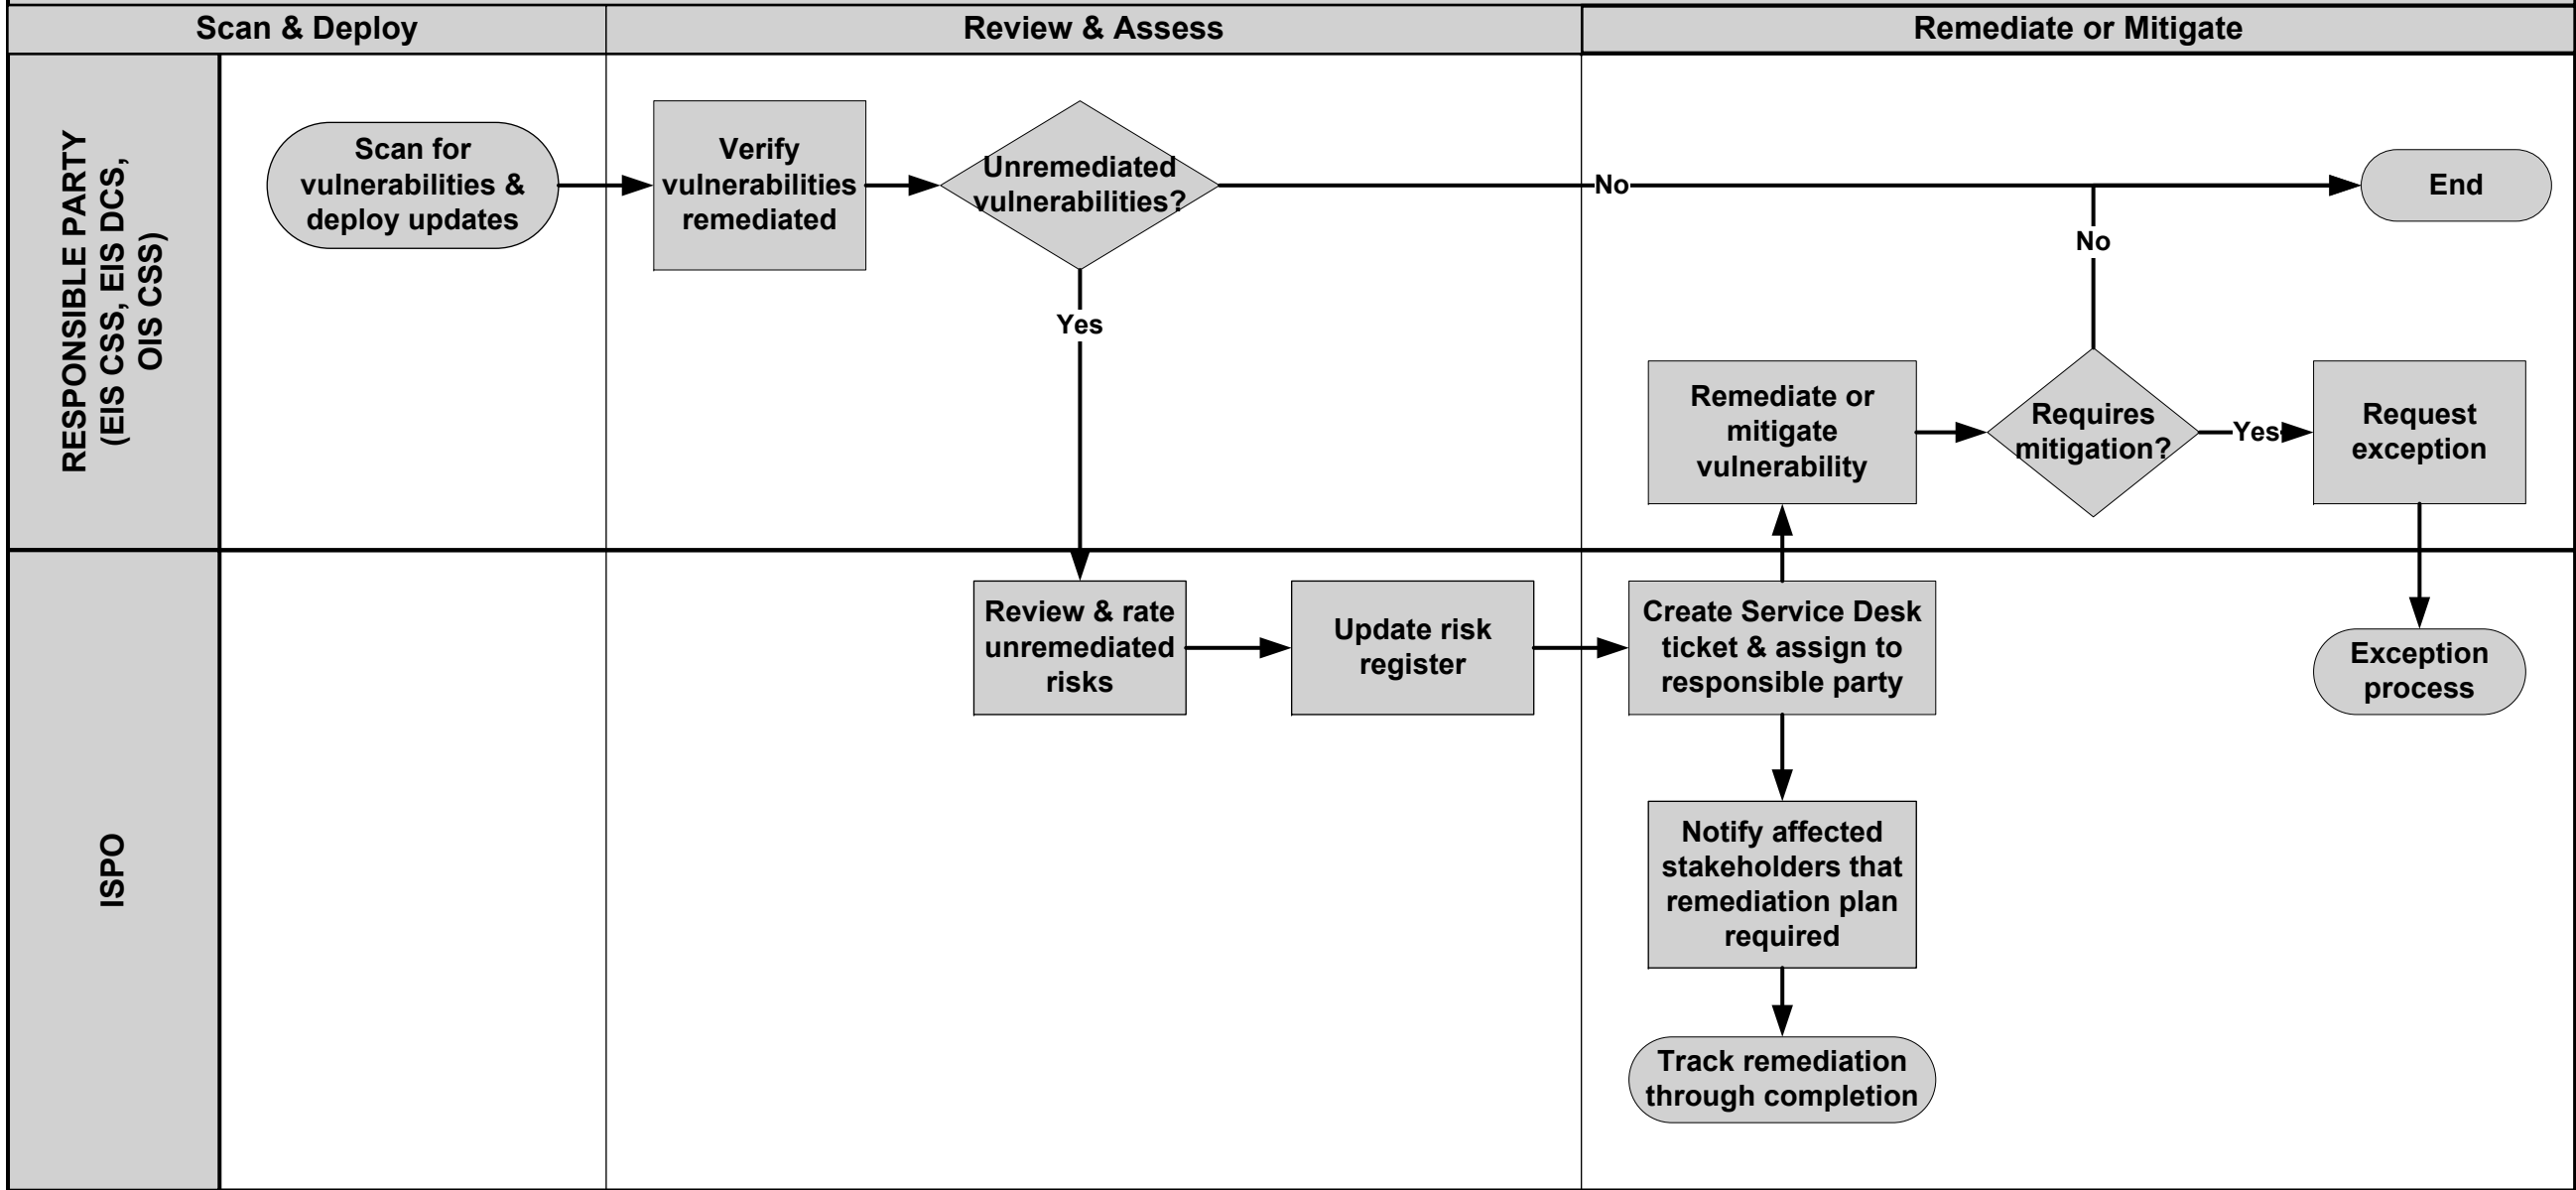 Scan & Deploy
Review & Assess
Remediate or Mitigate
RESPONSIBLE PARTY
(EIS CSS, EIS DCS,
OIS CSS)
Scan for
vulnerabilities &
deploy updates
Verify
vulnerabilities
remediated
Unremediated
vulnerabilities?
No
End
No
Yes
Remediate or
mitigate
vulnerability
Requires
mitigation?
Yes
Request
exception
ISPO
Review & rate
unremediated
risks
Update risk
register
Create Service Desk
ticket & assign to
responsible party
Exception
process
Notify affected
stakeholders that
remediation plan
required
Track remediation
through completion